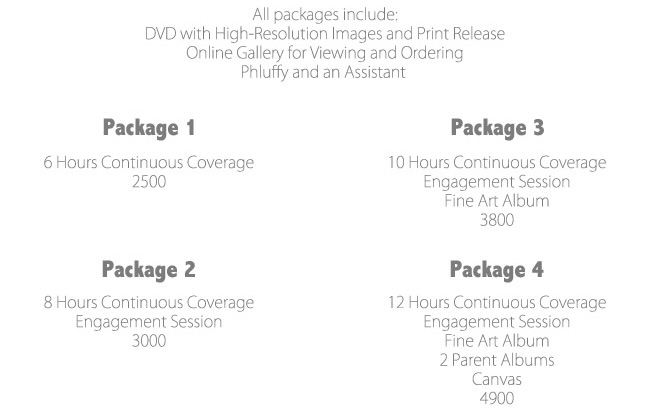 All packages include:
DVD with High-Resolution Images and Print Release
Online Gallery for Viewing and Ordering
Phluffy and an Assistant
Package 1
6 Hours Continuous Coverage
2500
Package 2
8 Hours Continuous Coverage
Engagement Session
3000
Package 3
10 Hours Continuous Coverage
Engagement Session
Fine Art Album
3800
Package 4
12 Hours Continuous Coverage
Engagement Session
Fine Art Album
2 Parent Albums
Canvas
4900